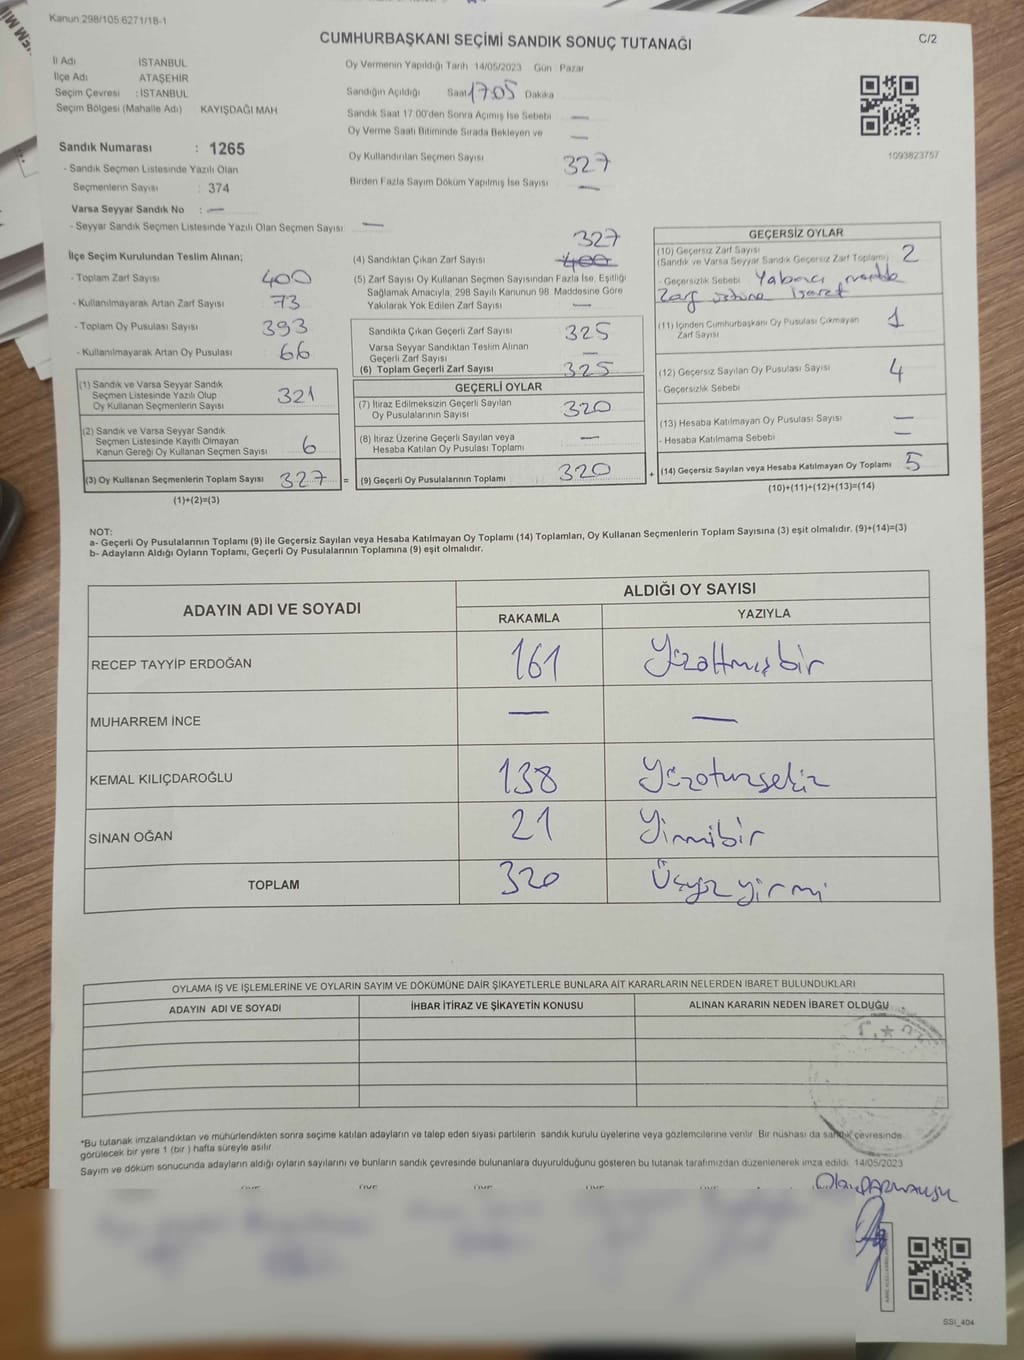 Kanun 298/105 6271/18-1
CUMHURBAŞKANI SEÇİMİ SANDIK SONUÇ TUTANAĞI
C/2
İl Adı İSTANBUL
İlçe Adı ATAŞEHİR
Seçim Çevresi : İSTANBUL
Seçim Bölgesi (Mahalle Adı) KAYIŞDAĞI MAH
Oy Vermenin Yapıldığı Tarih 14/05/2023 Gün : Pazar
Sandığın Açıldığı Saat 17.05 Dakika
Sandık Saat 17:00'den Sonra Açımış İse Sebebi —
Oy Verme Saati Bitiminde Sırada Bekleyen ve —
Oy Kullandırılan Seçmen Sayısı 327
Birden Fazla Sayım Döküm Yapılmış İse Sayısı —
1093823757
Sandık Numarası : 1265
- Sandık Seçmen Listesinde Yazılı Olan
Seçmenlerin Sayısı : 374
Varsa Seyyar Sandık No : —
- Seyyar Sandık Seçmen Listesinde Yazılı Olan Seçmen Sayısı: —
İlçe Seçim Kurulundan Teslim Alınan;
- Toplam Zarf Sayısı 400
- Kullanılmayarak Artan Zarf Sayısı 73
- Toplam Oy Pusulası Sayısı 393
- Kullanılmayarak Artan Oy Pusulası 66
(1) Sandık ve Varsa Seyyar Sandık
Seçmen Listesinde Yazılı Olup
Oy Kullanan Seçmenlerin Sayısı 321
(2) Sandık ve Varsa Seyyar Sandık
Seçmen Listesinde Kayıtlı Olmayan
Kanun Gereği Oy Kullanan Seçmen Sayısı 6
(3) Oy Kullanan Seçmenlerin Toplam Sayısı 327 =
(1)+(2)=(3)
327
(4) Sandıktan Çıkan Zarf Sayısı 400
(5) Zarf Sayısı Oy Kullanan Seçmen Sayısından Fazla İse, Eşitliği
Sağlamak Amacıyla, 298 Sayılı Kanunun 98. Maddesine Göre
Yakılarak Yok Edilen Zarf Sayısı —
Sandıkta Çıkan Geçerli Zarf Sayısı 325
Varsa Seyyar Sandıktan Teslim Alınan
Geçerli Zarf Sayısı —
(6) Toplam Geçerli Zarf Sayısı 325
GEÇERLİ OYLAR
(7) İtiraz Edilmeksizin Geçerli Sayılan
Oy Pusulalarının Sayısı 320
(8) İtiraz Üzerine Geçerli Sayılan veya
Hesaba Katılan Oy Pusulası Toplamı —
(9) Geçerli Oy Pusulalarının Toplamı 320 +
GEÇERSİZ OYLAR
(10) Geçersiz Zarf Sayısı
(Sandık ve Varsa Seyyar Sandık Geçersiz Zarf Toplamı) 2
- Geçersizlik Sebebi Yabancı madde
Zarf üstüne işaret
(11) İçinden Cumhurbaşkanı Oy Pusulası Çıkmayan
Zarf Sayısı 1
(12) Geçersiz Sayılan Oy Pusulası Sayısı 4
- Geçersizlik Sebebi
(13) Hesaba Katılmayan Oy Pusulası Sayısı —
- Hesaba Katılmama Sebebi —
(14) Geçersiz Sayılan veya Hesaba Katılmayan Oy Toplamı 5
(10)+(11)+(12)+(13)=(14)
NOT:
a- Geçerli Oy Pusulalarının Toplamı (9) ile Geçersiz Sayılan veya Hesaba Katılmayan Oy Toplamı (14) Toplamları, Oy Kullanan Seçmenlerin Toplam Sayısına (3) eşit olmalıdır. (9)+(14)=(3)
b- Adayların Aldığı Oyların Toplamı, Geçerli Oy Pusulalarının Toplamına (9) eşit olmalıdır.
ADAYIN ADI VE SOYADI ALDIĞI OY SAYISI
RAKAMLA YAZIYLA
RECEP TAYYİP ERDOĞAN 161 Yüzaltmışbir
MUHARREM İNCE — —
KEMAL KILIÇDAROĞLU 138 Yüzotuzsekiz
SİNAN OĞAN 21 Yirmibir
TOPLAM 320 Üçyüzyirmi
OYLAMA İŞ VE İŞLEMLERİNE VE OYLARIN SAYIM VE DÖKÜMÜNE DAİR ŞİKAYETLERLE BUNLARA AİT KARARLARIN NELERDEN İBARET BULUNDUKLARI
ADAYIN ADI VE SOYADI İHBAR İTİRAZ VE ŞİKAYETİN KONUSU ALINAN KARARIN NEDEN İBARET OLDUĞU
*Bu tutanak imzalandıktan ve mühürlendikten sonra seçime katılan adayların ve talep eden siyasi partilerin sandık kurulu üyelerine veya gözlemcilerine verilir. Bir nüshası da sandık çevresinde
görülecek bir yere 1 (bir) hafta süreyle asılır.
Sayım ve döküm sonucunda adayların aldığı oyların sayılarını ve bunların sandık çevresinde bulunanlara duyurulduğunu gösteren bu tutanak tarafımızdan düzenlenerek imza edildi. 14/05/2023
SSI_404